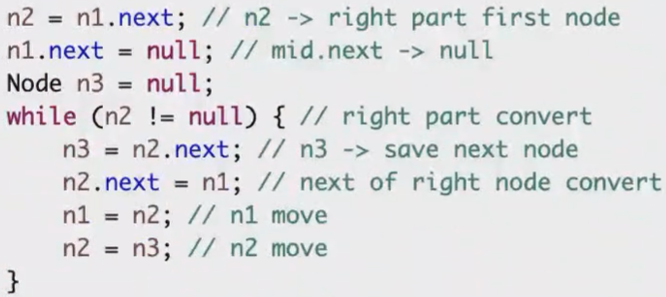 n2 = n1.next; // n2 -> right part first node
n1.next = null; // mid.next -> null
Node n3 = null;
while (n2 != null) { // right part convert
    n3 = n2.next; // n3 -> save next node
    n2.next = n1; // next of right node convert
    n1 = n2; // n1 move
    n2 = n3; // n2 move
}